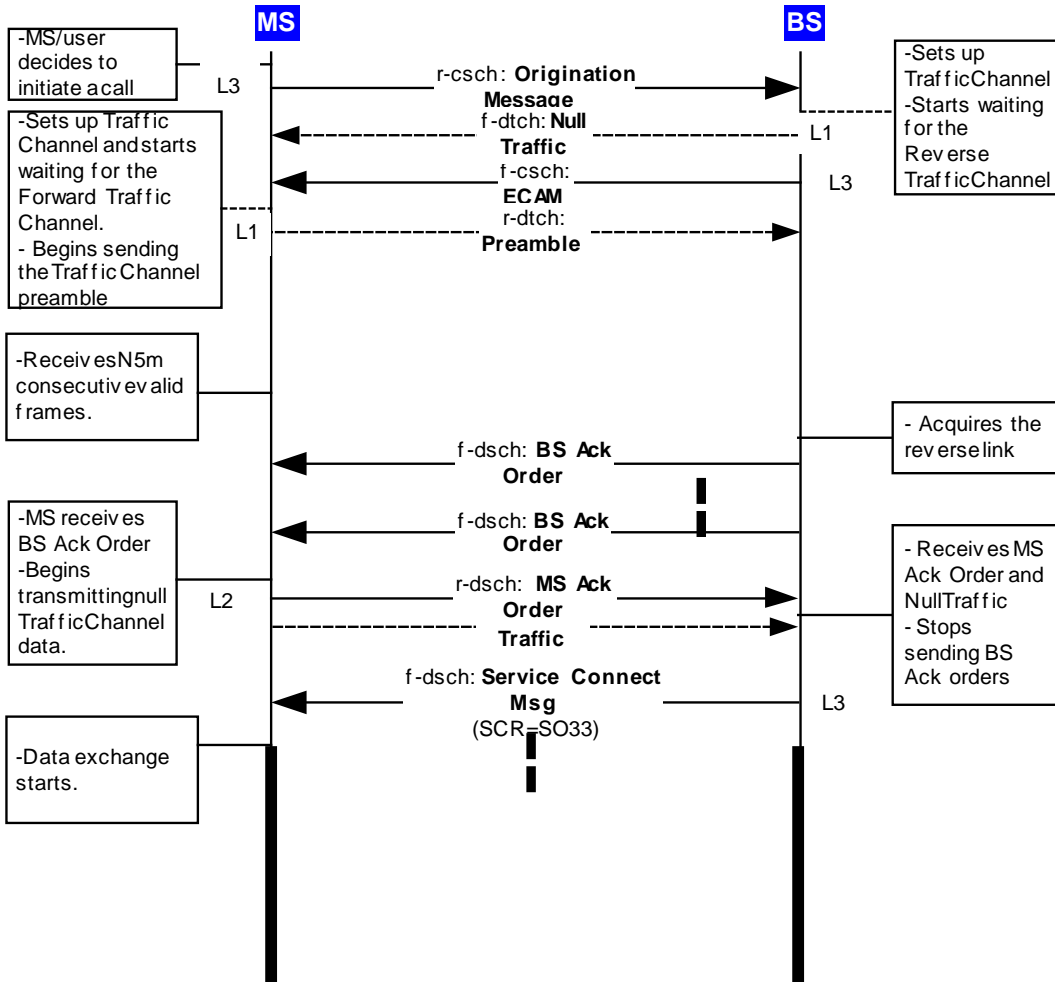 MS
BS
-MS/user
decides to
initiate a call
L3
r-csch: Origination
Message
-Sets up
Traffic Channel
-Starts waiting
for the
Reverse
Traffic Channel
f-dtch: Null
Traffic
L1
-Sets up Traffic
Channel and starts
waiting for the
Forward Traffic
Channel.
- Begins sending
the Traffic Channel
preamble
f-csch:
ECAM
L3
L1
r-dtch:
Preamble
-Receives N5m
consecutive valid
frames.
- Acquires the
reverse link
f-dsch: BS Ack
Order
f-dsch: BS Ack
Order
-MS receives
BS Ack Order
-Begins
transmitting null
Traffic Channel
data.
L2
r-dsch: MS Ack
Order
Traffic
- Receives MS
Ack Order and
Null Traffic
- Stops
sending BS
Ack orders
f-dsch: Service Connect
Msg
(SCR=SO33)
L3
-Data exchange
starts.